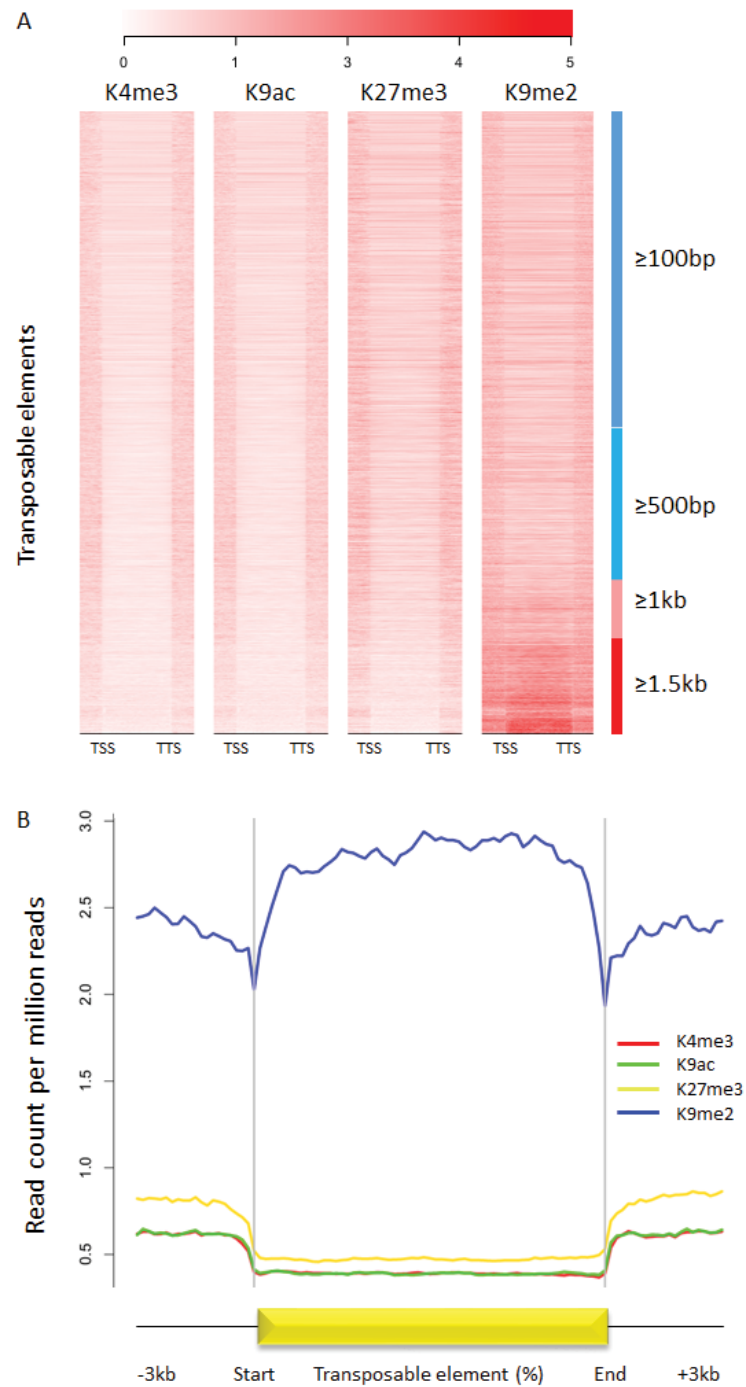 A
0 1 3 4 5
K4me3 K9ac K27me3 K9me2
Transposable elements
≥100bp
≥500bp
≥1kb
≥1.5kb
TSS TTS TSS TTS TSS TTS TSS TTS
B
Read count per million reads
3.0
2.5
2.0
1.5
1.0
0.5
K4me3
K9ac
K27me3
K9me2
-3kb Start Transposable element (%) End +3kb